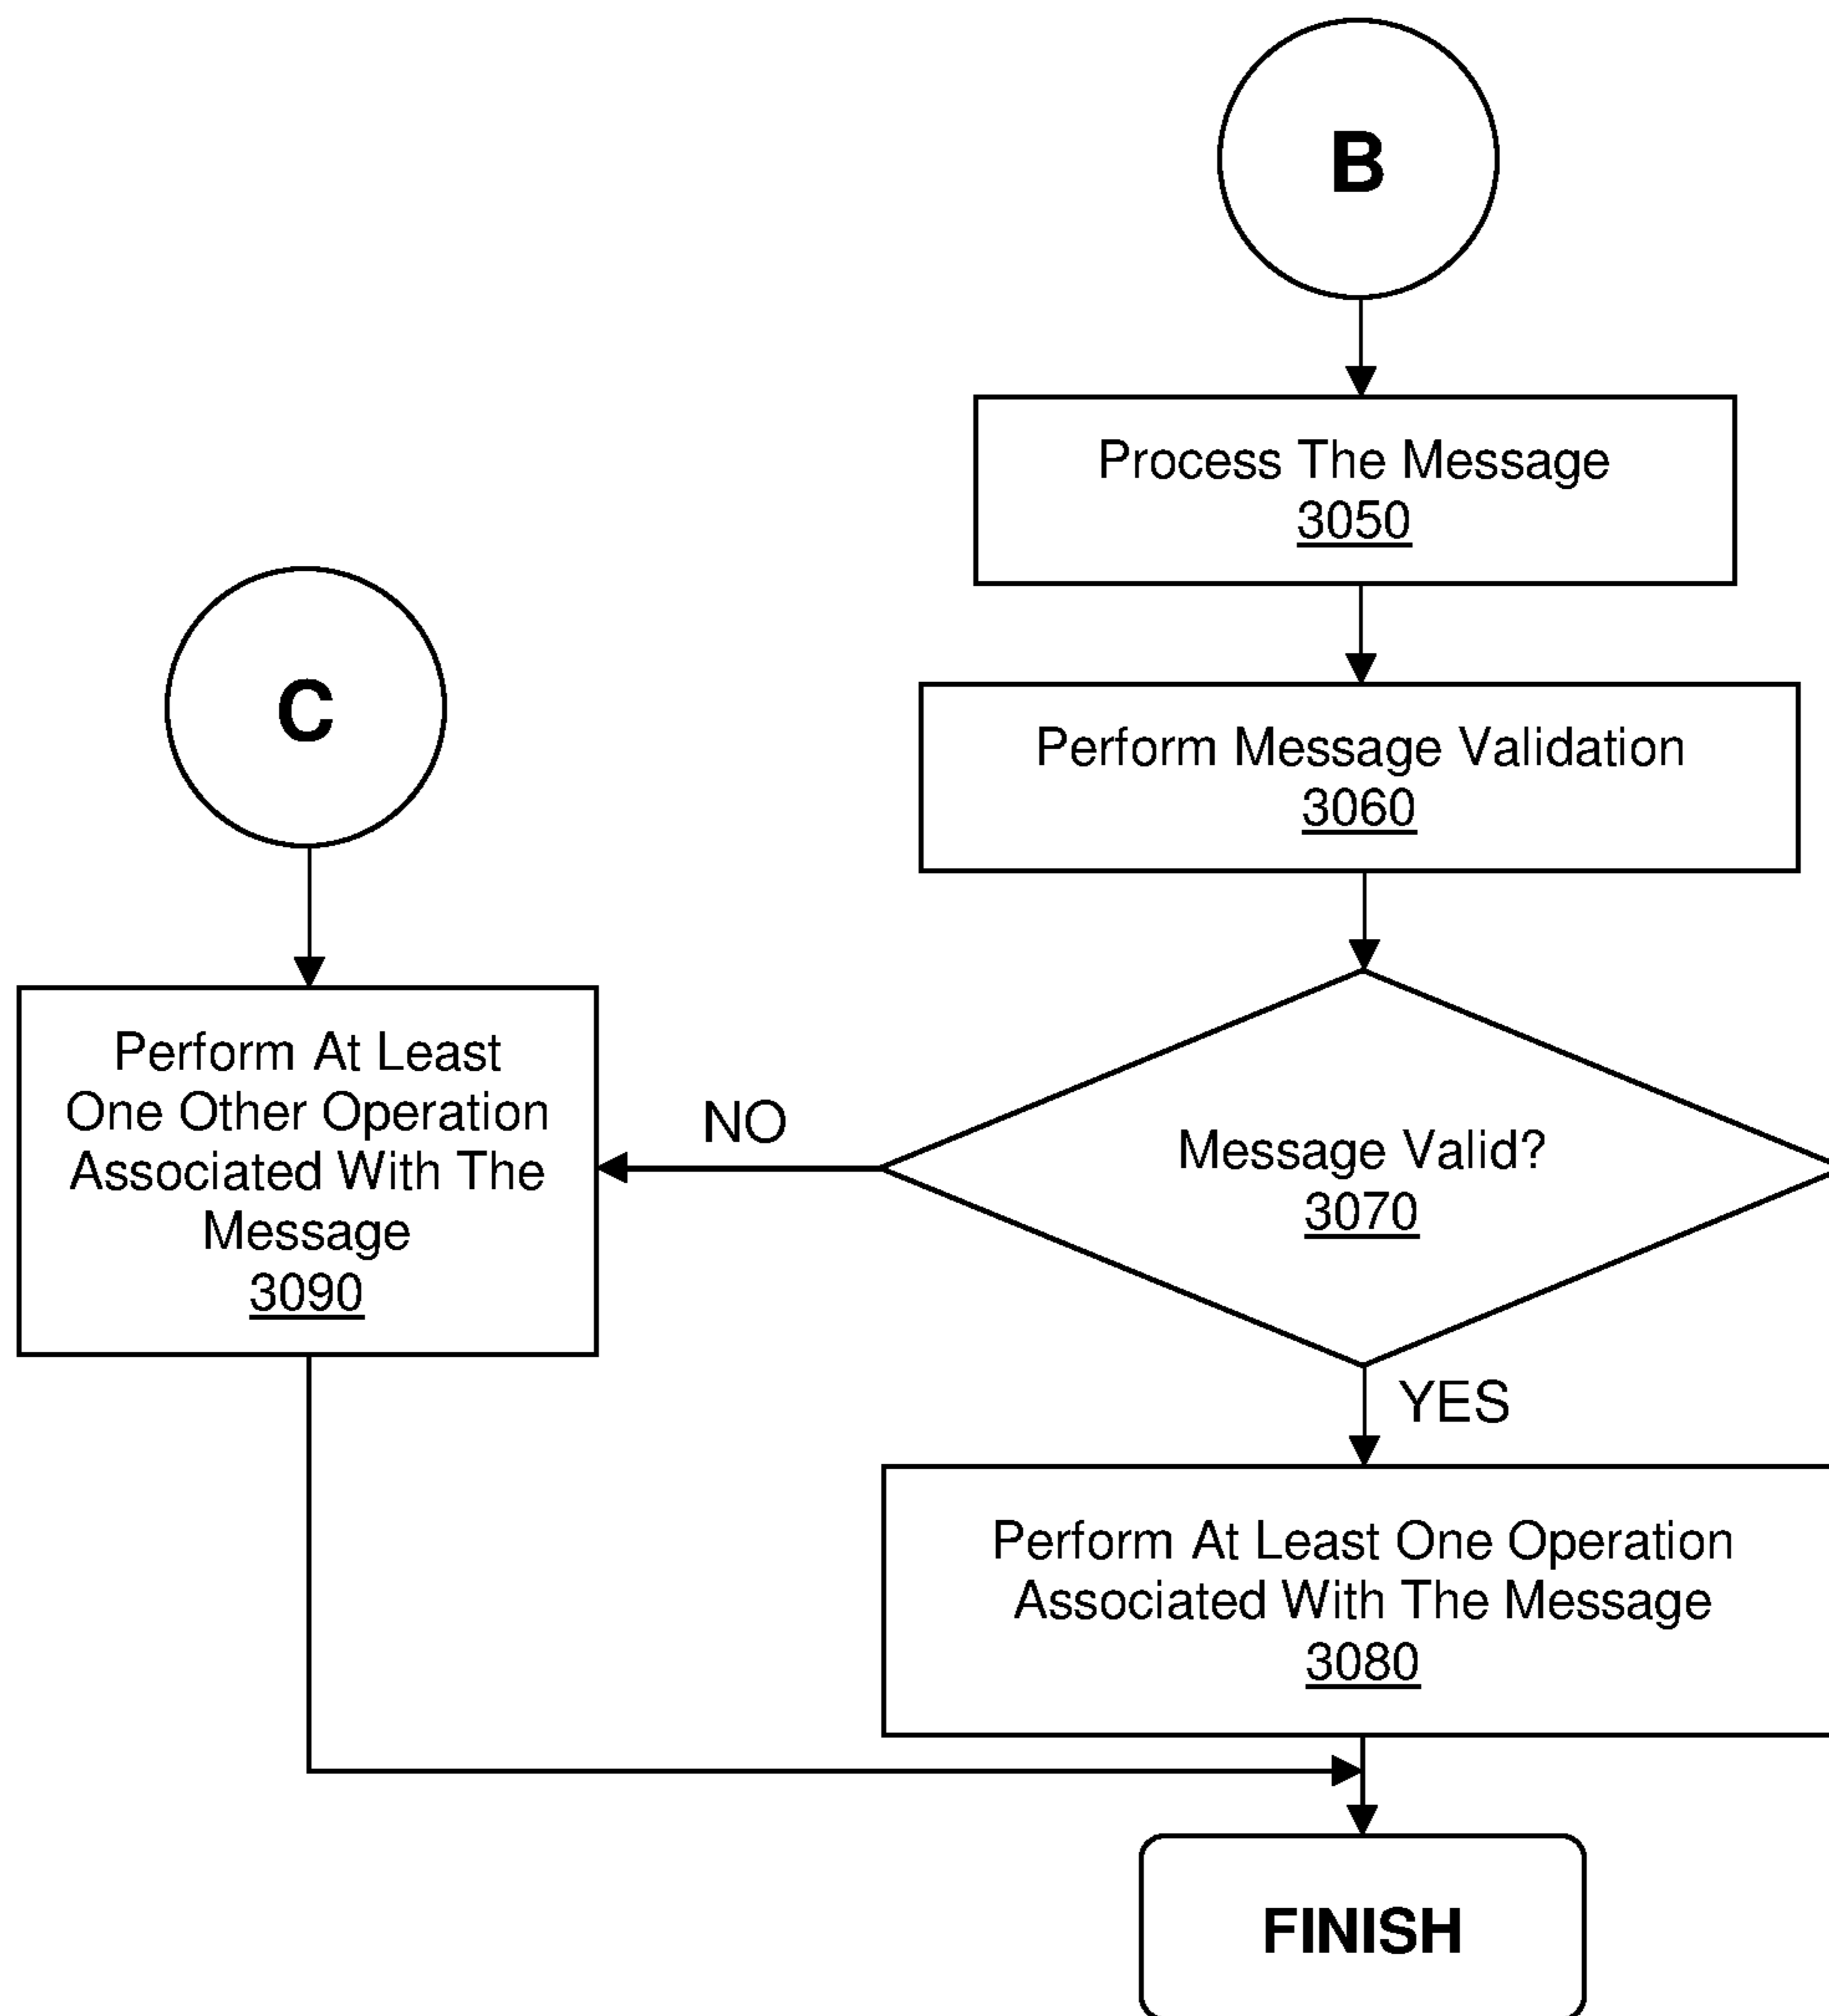 B
Process The Message
3050
Perform Message Validation
3060
C
Perform At Least
One Other Operation
Associated With The
Message
3090
NO
Message Valid?
3070
YES
Perform At Least One Operation
Associated With The Message
3080
FINISH